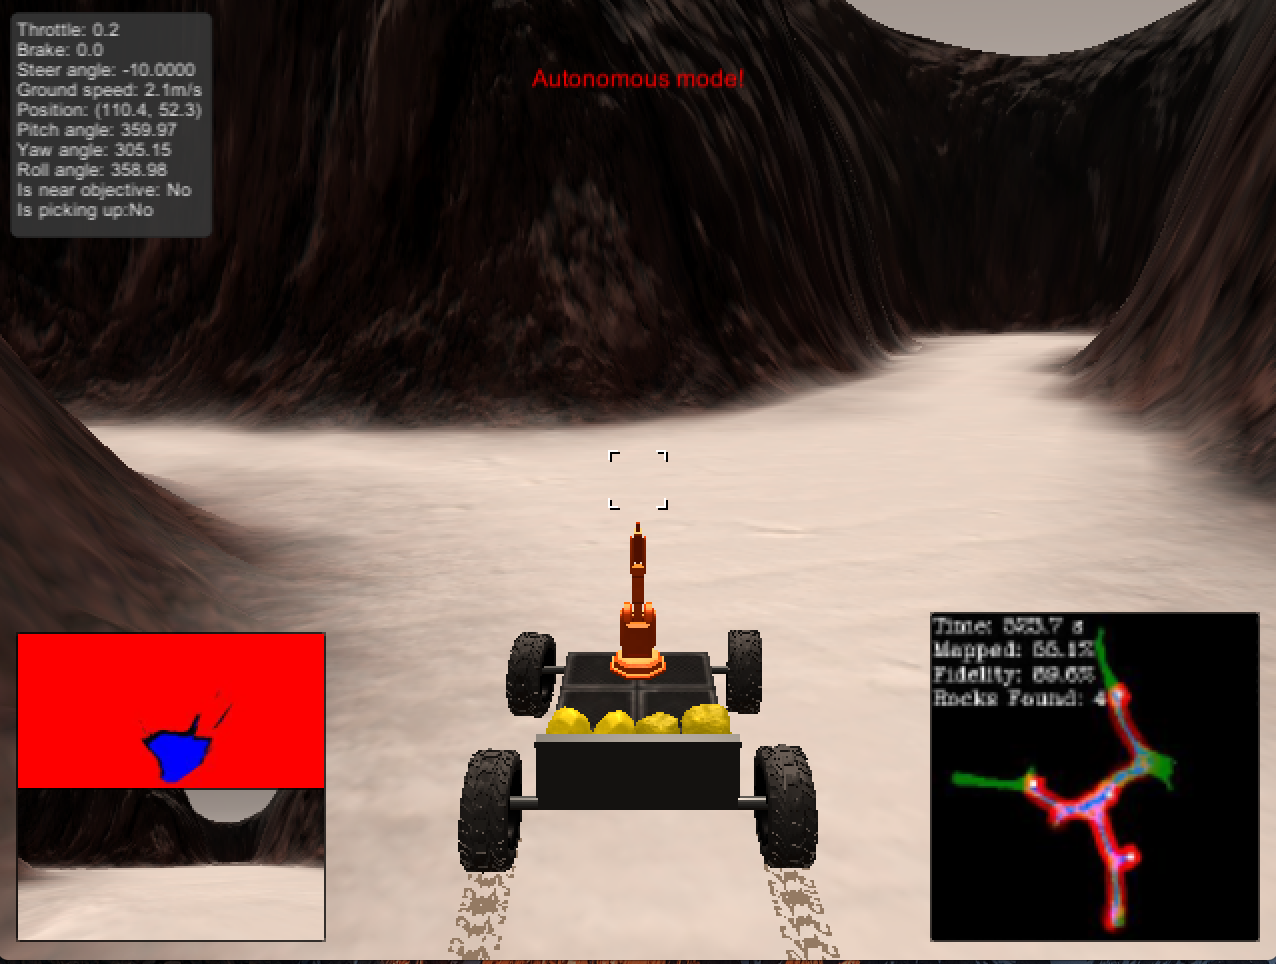 Throttle: 0.2
Brake: 0.0
Steer angle: -10.0000
Ground speed: 2.1m/s
Position: (110.4, 52.3)
Pitch angle: 359.97
Yaw angle: 305.15
Roll angle: 358.98
Is near objective: No
Is picking up:No
Autonomous mode!
Time: s
Mapped: 55.1%
Fidelity: 
Rocks Found: 4